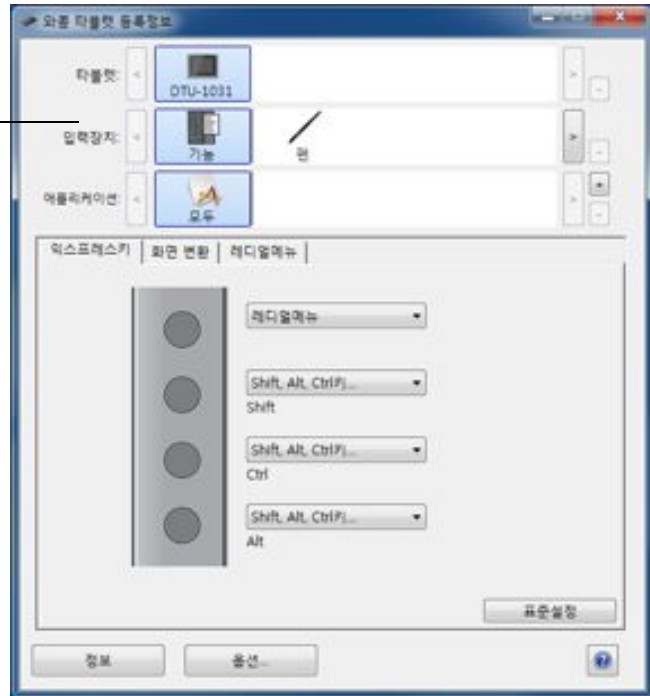 와콤 타블렛 등록정보
타블렛:
DTU-1031
입력장치:
기능
펜
애플리케이션:
모두
익스프레스키
화면 변환
레디얼메뉴
레디얼메뉴
Shift, Alt, Ctrl키...
Shift
Shift, Alt, Ctrl키...
Ctrl
Shift, Alt, Ctrl키...
Alt
표준설정
정보
옵션...